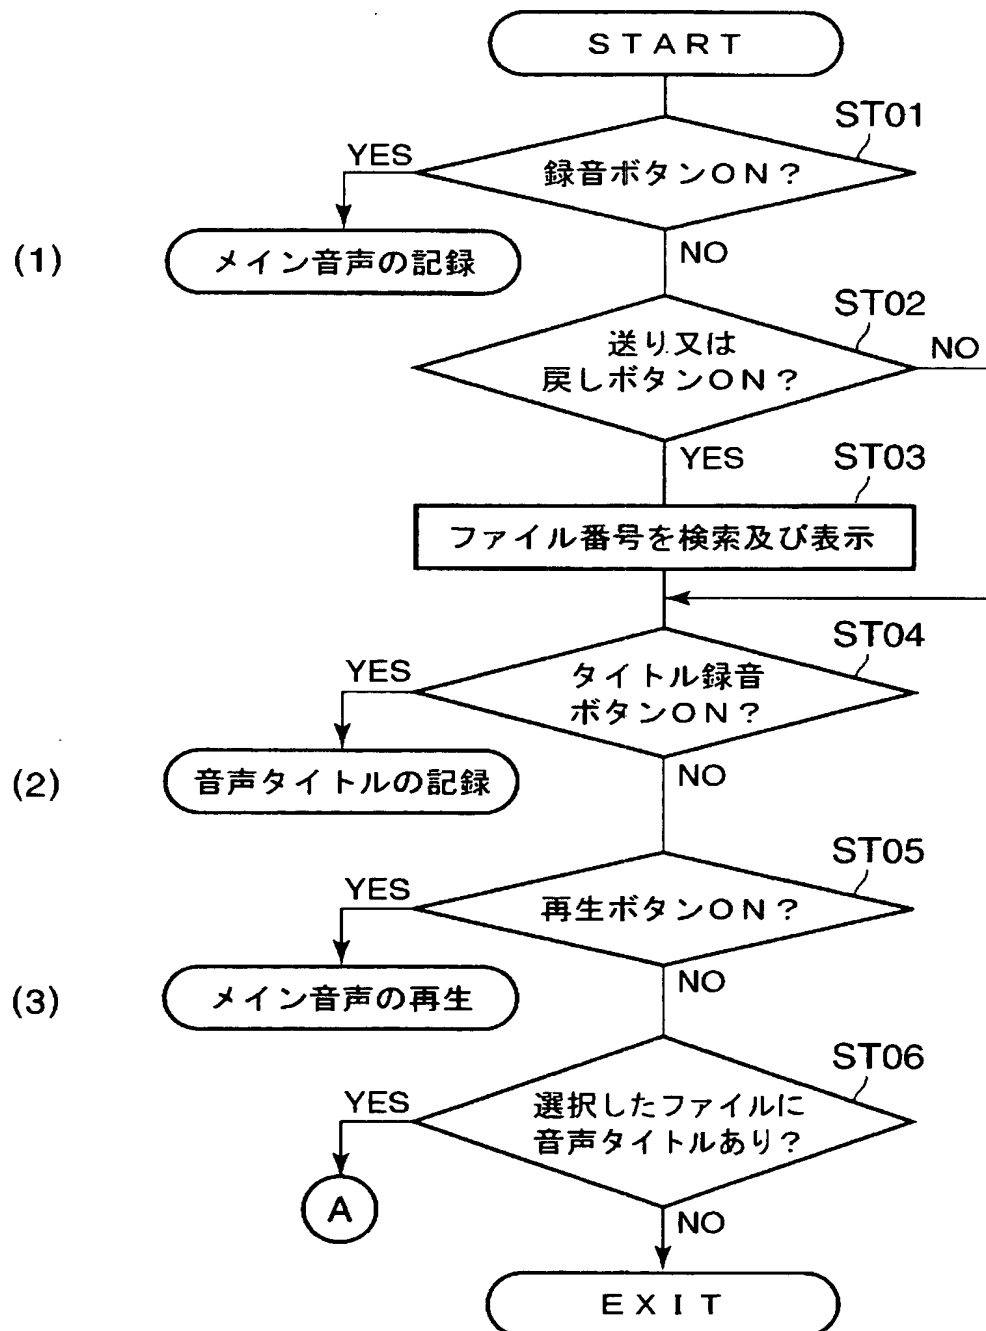 START
ST01
録音ボタンON?
YES
NO
(1)
メイン音声の記録
ST02
送り又は
戻しボタンON?
NO
YES
ST03
ファイル番号を検索及び表示
ST04
タイトル録音
ボタンON?
YES
NO
(2)
音声タイトルの記録
ST05
再生ボタンON?
YES
NO
(3)
メイン音声の再生
ST06
選択したファイルに
音声タイトルあり?
YES
A
NO
EXIT